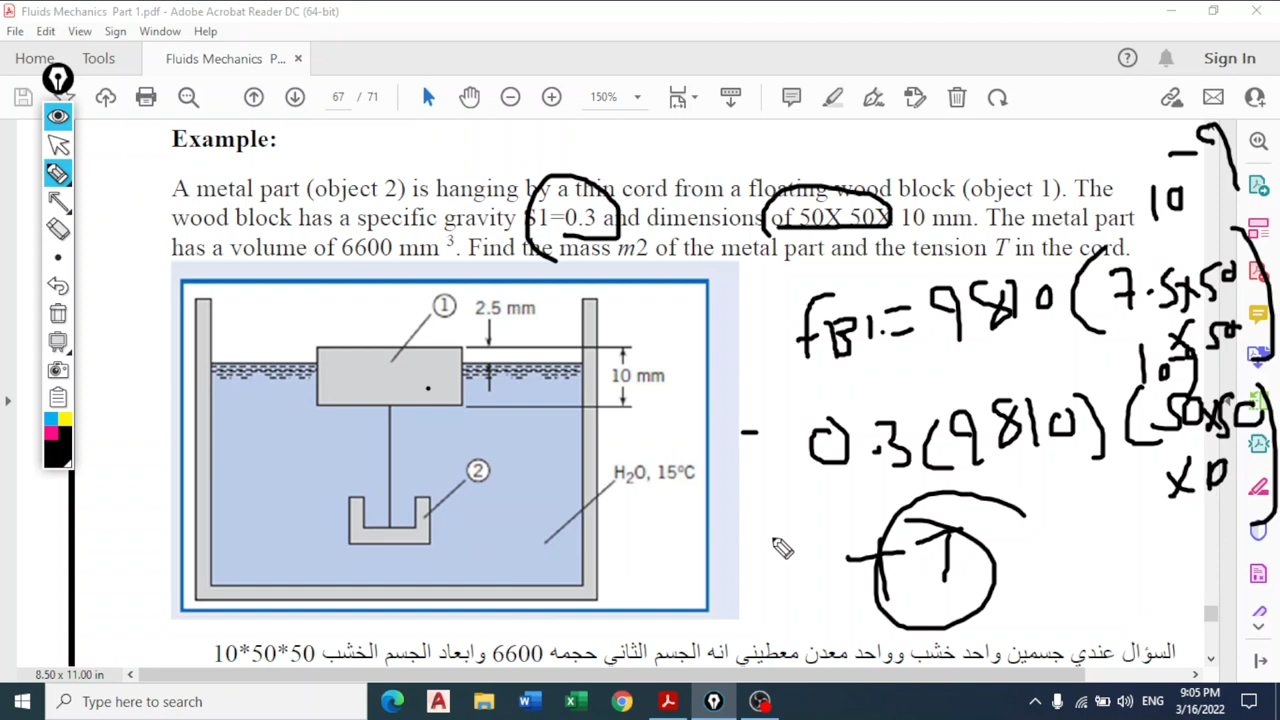 Fluids Mechanics Part 1.pdf - Adobe Acrobat Reader DC (64-bit)
File Edit View Sign Window Help
Home Tools Fluids Mechanics P... × Sign In
67 / 71 150%
Example:
A metal part (object 2) is hanging by a thin cord from a floating wood block (object 1). The
wood block has a specific gravity S1=0.3 and dimensions of 50X 50X 10 mm. The metal part
has a volume of 6600 mm 3. Find the mass m2 of the metal part and the tension T in the cord.
1 2.5 mm
10 mm
2
H2O, 15°C
10 -9
FB1 = 9810 (7.5x50
x 50)
- 0.3(9810) (50x50
x10)
السؤال عندي جسمين واحد خشب وواحد معدن معطيني انه الجسم الثاني حجمه 6600 وابعاد الجسم الخشب 50*50*10
8.50 x 11.00 in
Type here to search
ENG
9:05 PM
3/16/2022